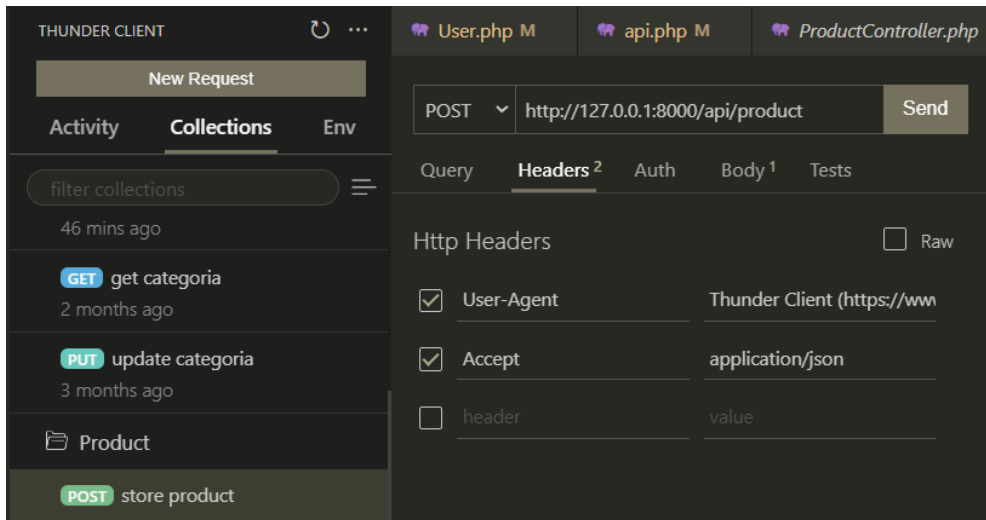 THUNDER CLIENT
New Request
Activity Collections Env
filter collections
46 mins ago
GET get categoria
2 months ago
PUT update categoria
3 months ago
Product
POST store product
User.php M api.php M ProductController.php
POST http://127.0.0.1:8000/api/product Send
Query Headers 2 Auth Body 1 Tests
Http Headers Raw
User-Agent Thunder Client (https://www
Accept application/json
header value